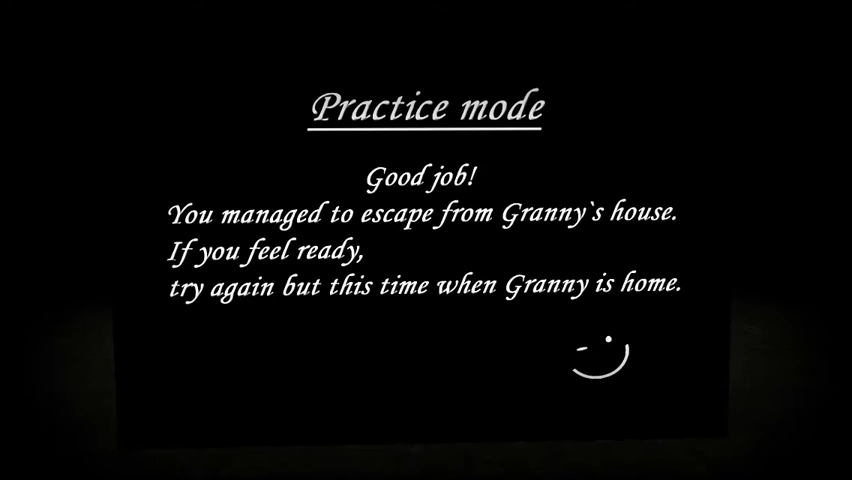 Practice mode
Good job!
You managed to escape from Granny`s house.
If you feel ready,
try again but this time when Granny is home.